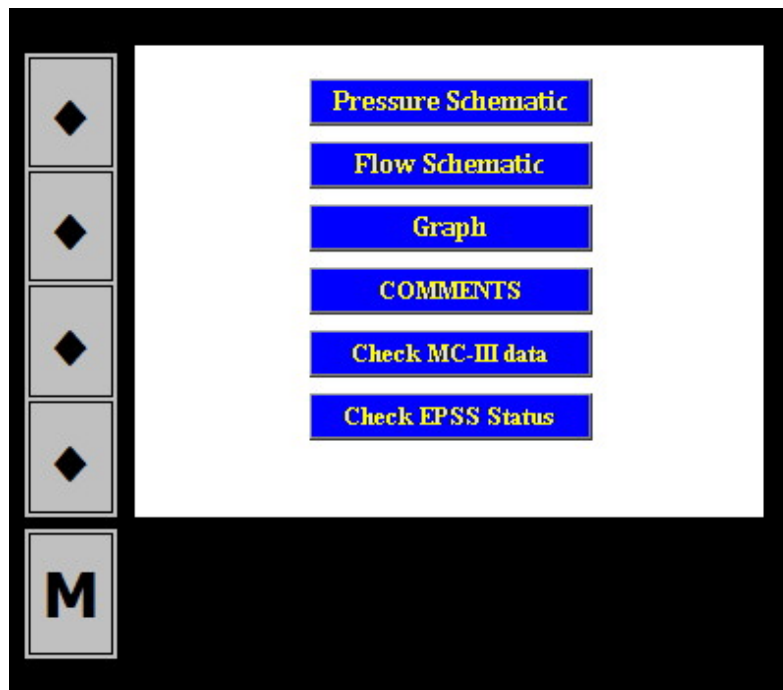 Pressure Schematic
Flow Schematic
Graph
COMMENTS
Check MC-III data
Check EPSS Status
M